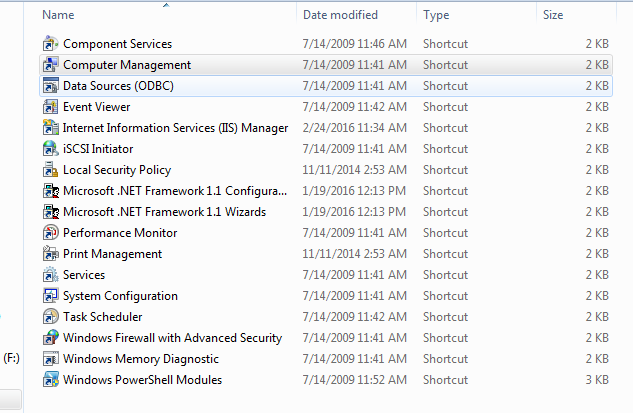 Name Date modified Type Size
Component Services 7/14/2009 11:46 AM Shortcut 2 KB
Computer Management 7/14/2009 11:41 AM Shortcut 2 KB
Data Sources (ODBC) 7/14/2009 11:41 AM Shortcut 2 KB
Event Viewer 7/14/2009 11:42 AM Shortcut 2 KB
Internet Information Services (IIS) Manager 2/24/2016 11:34 AM Shortcut 2 KB
iSCSI Initiator 7/14/2009 11:41 AM Shortcut 2 KB
Local Security Policy 11/11/2014 2:53 AM Shortcut 2 KB
Microsoft .NET Framework 1.1 Configura... 1/19/2016 12:13 PM Shortcut 2 KB
Microsoft .NET Framework 1.1 Wizards 1/19/2016 12:13 PM Shortcut 2 KB
Performance Monitor 7/14/2009 11:41 AM Shortcut 2 KB
Print Management 11/11/2014 2:53 AM Shortcut 2 KB
Services 7/14/2009 11:41 AM Shortcut 2 KB
System Configuration 7/14/2009 11:41 AM Shortcut 2 KB
Task Scheduler 7/14/2009 11:42 AM Shortcut 2 KB
Windows Firewall with Advanced Security 7/14/2009 11:41 AM Shortcut 2 KB
(F:) Windows Memory Diagnostic 7/14/2009 11:41 AM Shortcut 2 KB
Windows PowerShell Modules 7/14/2009 11:52 AM Shortcut 3 KB